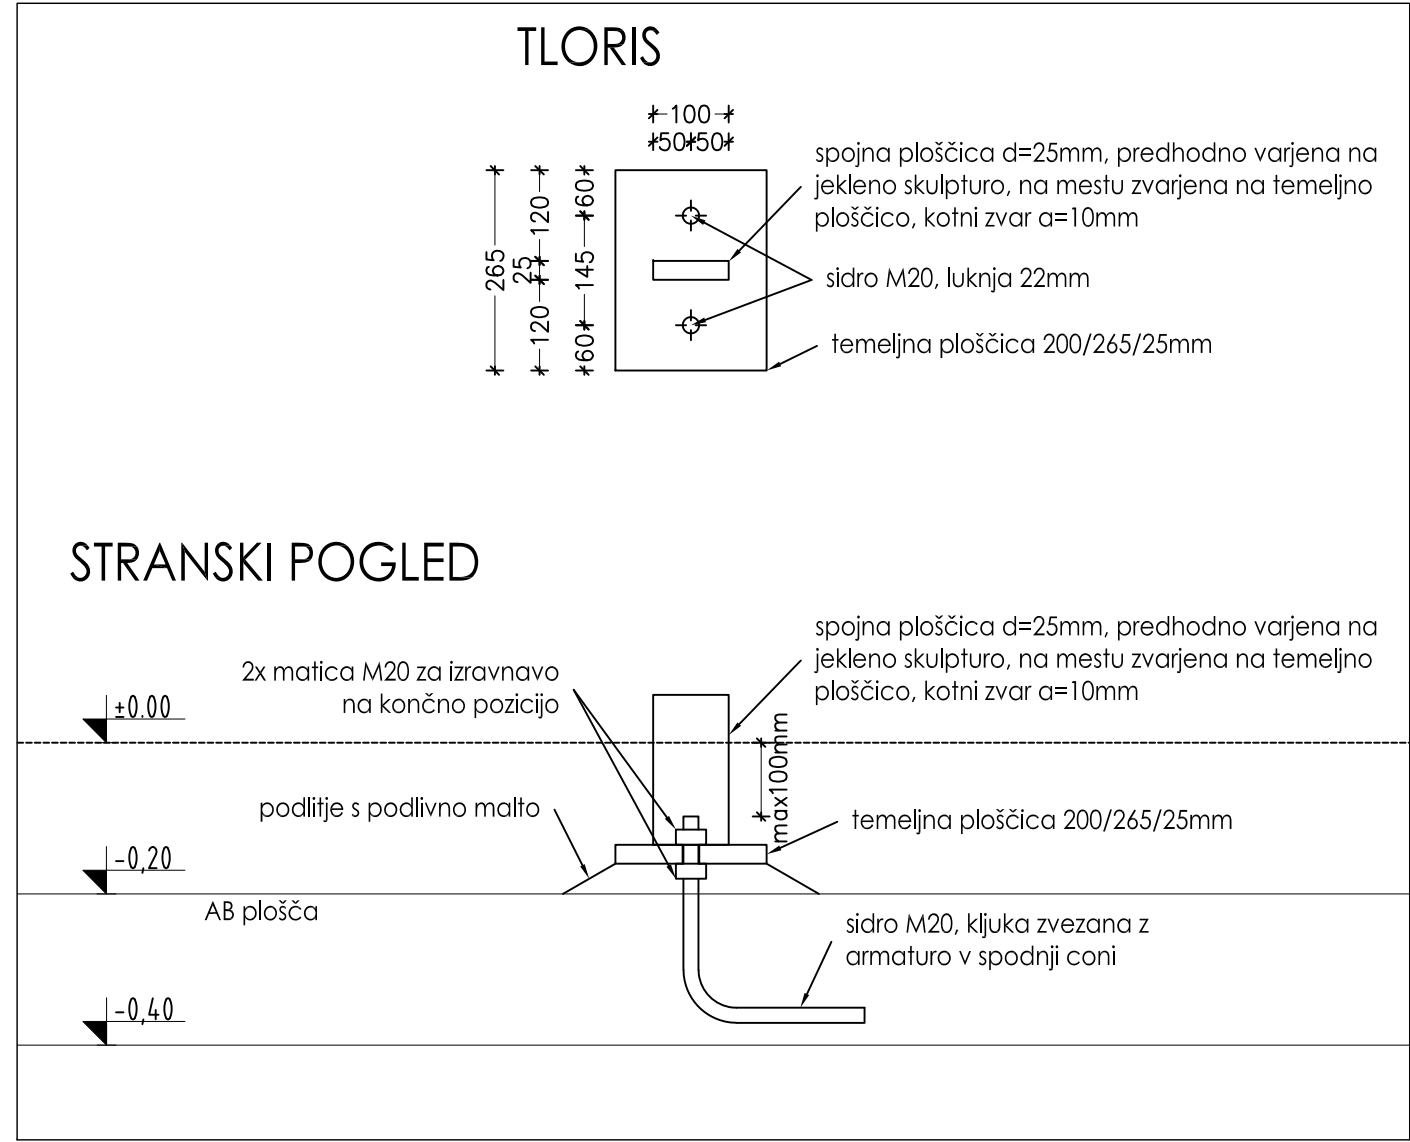 TLORIS
100
50 50
265
120
25
120
60
145
60
spojna ploščica d=25mm, predhodno varjena na
jekleno skulpturo, na mestu zvarjena na temeljno
ploščico, kotni zvar a=10mm
sidro M20, luknja 22mm
temeljna ploščica 200/265/25mm
STRANSKI POGLED
spojna ploščica d=25mm, predhodno varjena na
jekleno skulpturo, na mestu zvarjena na temeljno
ploščico, kotni zvar a=10mm
2x matica M20 za izravnavo
na končno pozicijo
±0.00
max100mm
podlitje s podlivno malto
temeljna ploščica 200/265/25mm
-0,20
AB plošča
sidro M20, kljuka zvezana z
armaturo v spodnji coni
-0,40